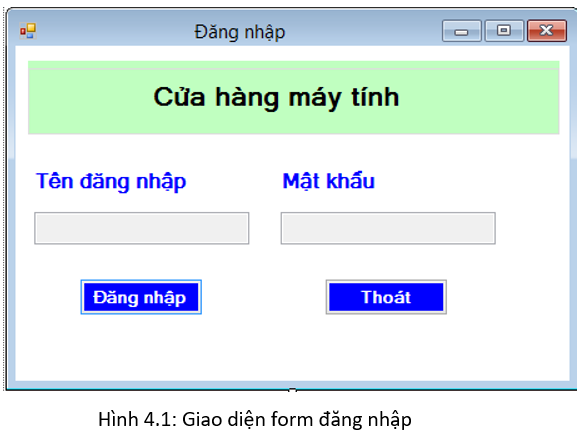 Đăng nhập
Cửa hàng máy tính
Tên đăng nhập Mật khẩu
Đăng nhập Thoát
Hình 4.1: Giao diện form đăng nhập